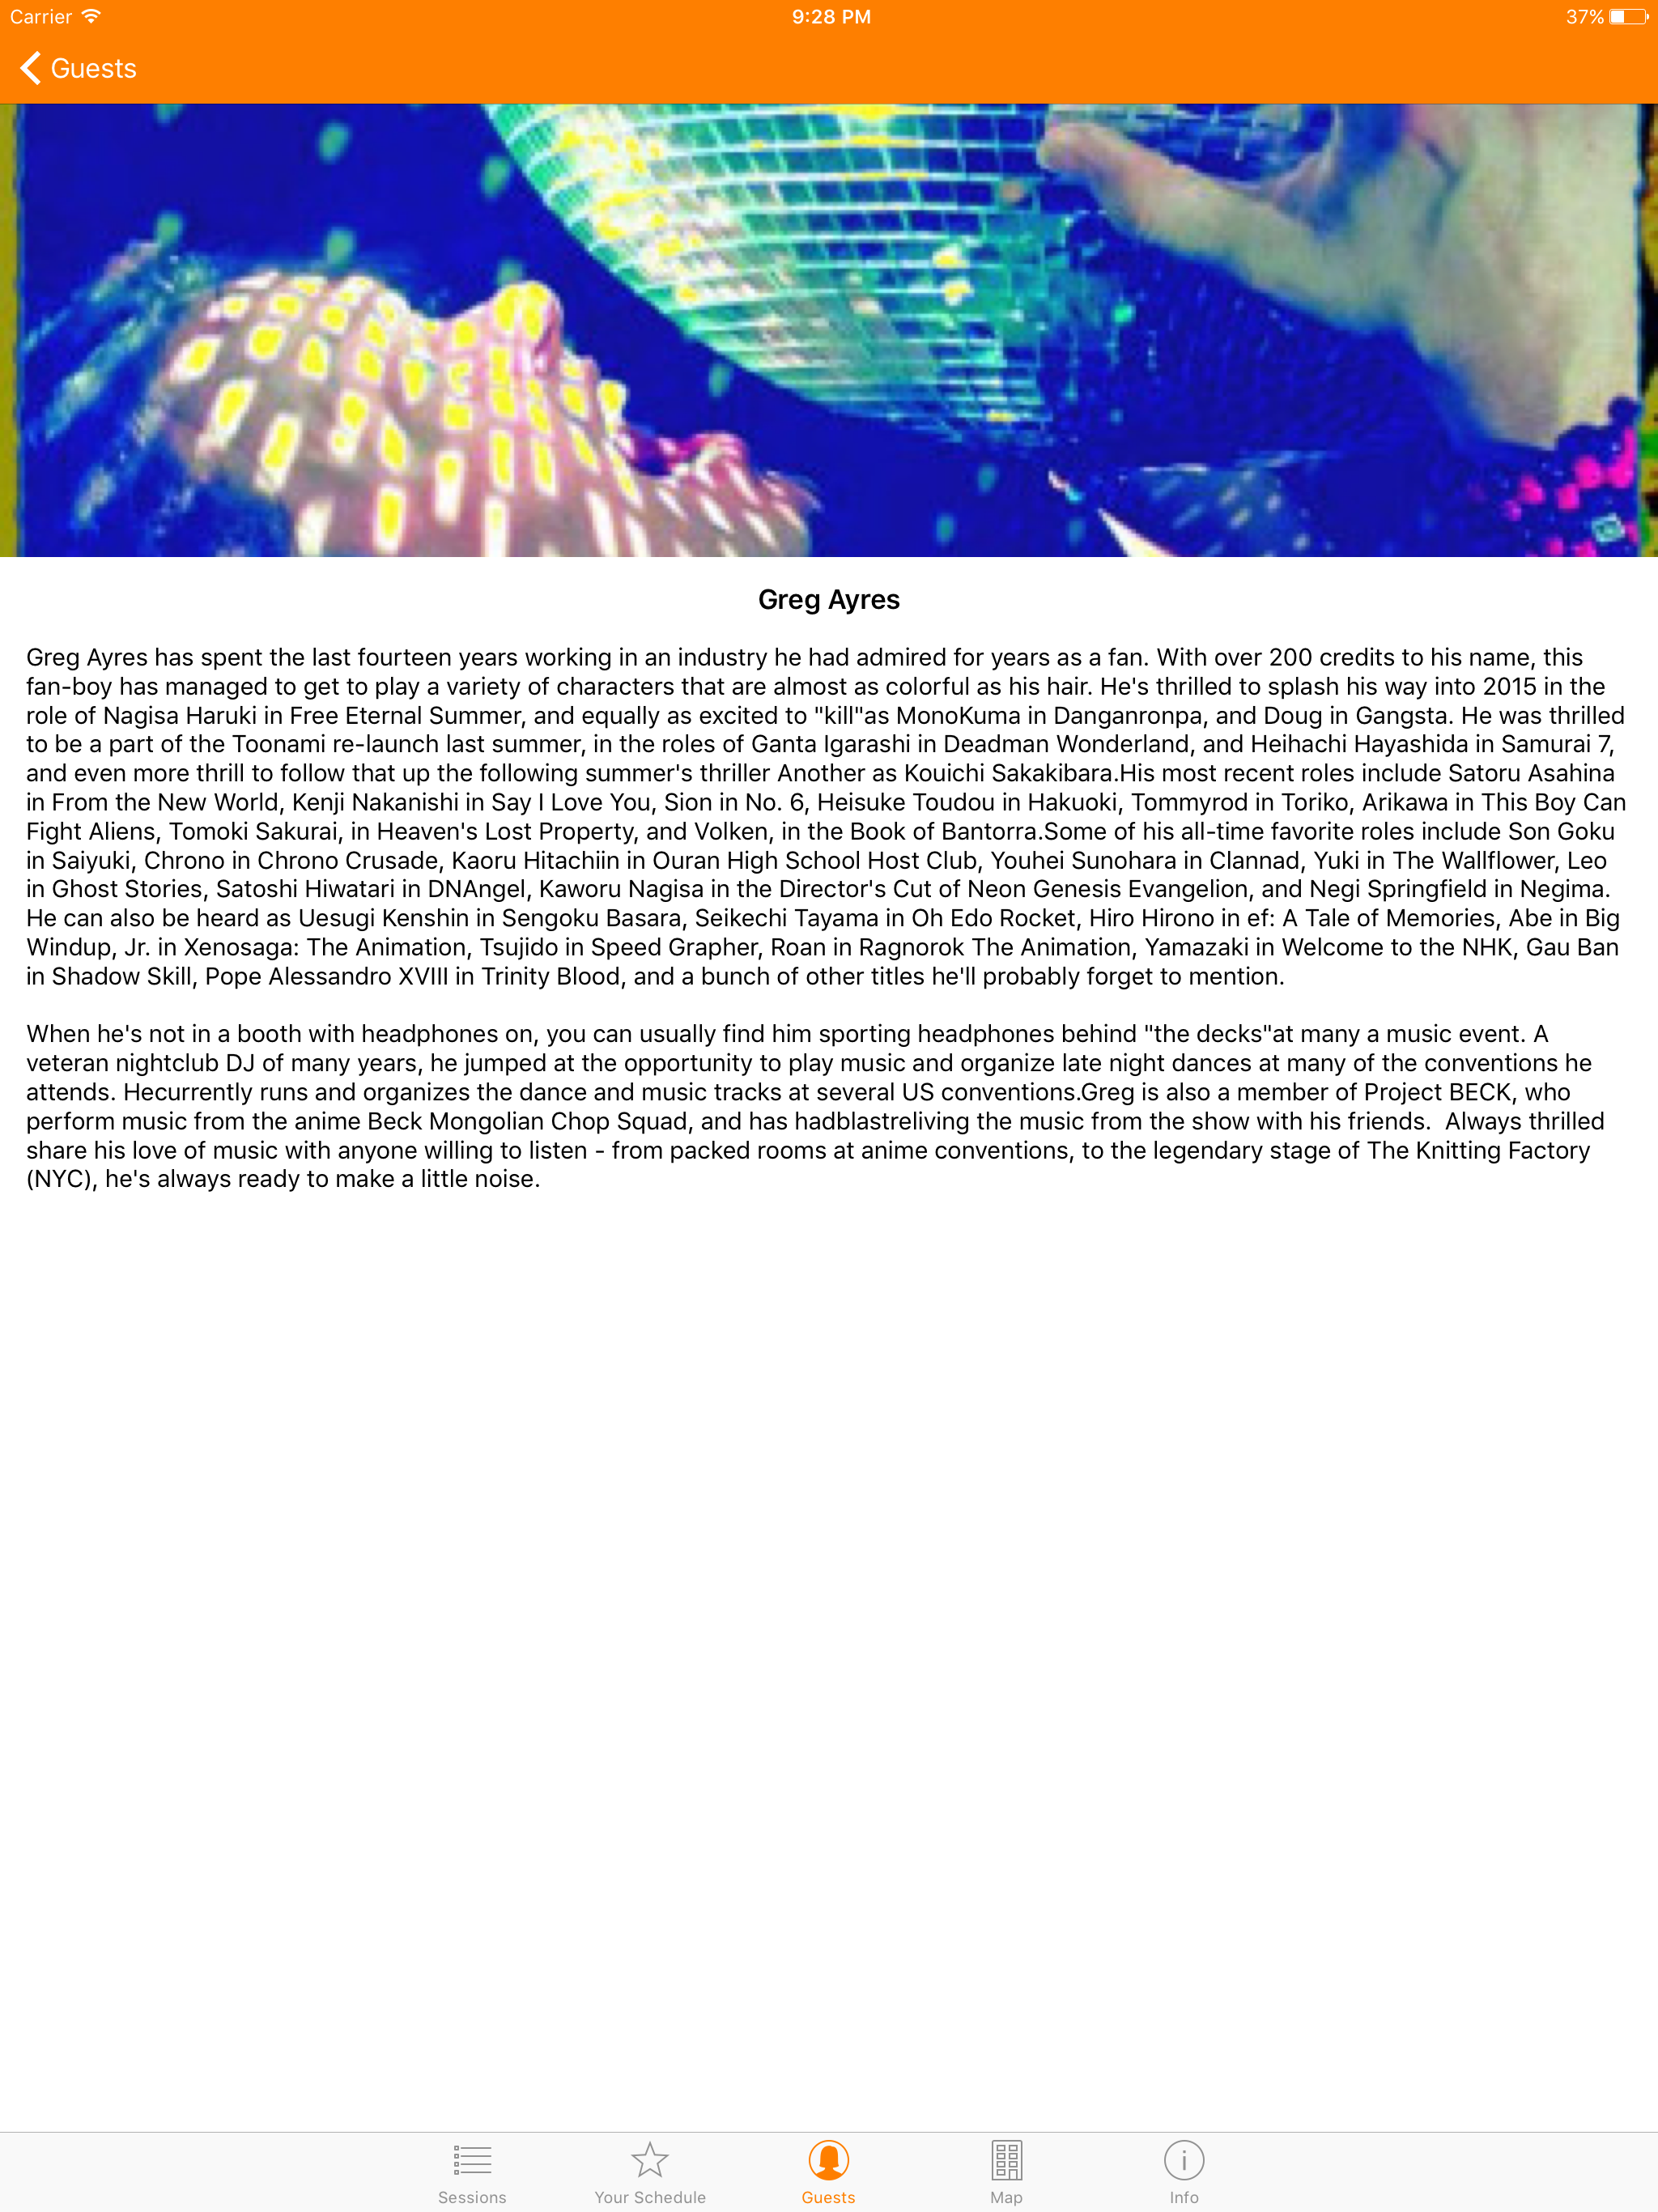 Carrier 9:28 PM 37%
Guests
Greg Ayres
Greg Ayres has spent the last fourteen years working in an industry he had admired for years as a fan. With over 200 credits to his name, this
fan-boy has managed to get to play a variety of characters that are almost as colorful as his hair. He's thrilled to splash his way into 2015 in the
role of Nagisa Haruki in Free Eternal Summer, and equally as excited to "kill"as MonoKuma in Danganronpa, and Doug in Gangsta. He was thrilled
to be a part of the Toonami re-launch last summer, in the roles of Ganta Igarashi in Deadman Wonderland, and Heihachi Hayashida in Samurai 7,
and even more thrill to follow that up the following summer's thriller Another as Kouichi Sakakibara.His most recent roles include Satoru Asahina
in From the New World, Kenji Nakanishi in Say I Love You, Sion in No. 6, Heisuke Toudou in Hakuoki, Tommyrod in Toriko, Arikawa in This Boy Can
Fight Aliens, Tomoki Sakurai, in Heaven's Lost Property, and Volken, in the Book of Bantorra.Some of his all-time favorite roles include Son Goku
in Saiyuki, Chrono in Chrono Crusade, Kaoru Hitachiin in Ouran High School Host Club, Youhei Sunohara in Clannad, Yuki in The Wallflower, Leo
in Ghost Stories, Satoshi Hiwatari in DNAngel, Kaworu Nagisa in the Director's Cut of Neon Genesis Evangelion, and Negi Springfield in Negima.
He can also be heard as Uesugi Kenshin in Sengoku Basara, Seikechi Tayama in Oh Edo Rocket, Hiro Hirono in ef: A Tale of Memories, Abe in Big
Windup, Jr. in Xenosaga: The Animation, Tsujido in Speed Grapher, Roan in Ragnorok The Animation, Yamazaki in Welcome to the NHK, Gau Ban
in Shadow Skill, Pope Alessandro XVIII in Trinity Blood, and a bunch of other titles he'll probably forget to mention.
When he's not in a booth with headphones on, you can usually find him sporting headphones behind "the decks"at many a music event. A
veteran nightclub DJ of many years, he jumped at the opportunity to play music and organize late night dances at many of the conventions he
attends. Hecurrently runs and organizes the dance and music tracks at several US conventions.Greg is also a member of Project BECK, who
perform music from the anime Beck Mongolian Chop Squad, and has hadblastreliving the music from the show with his friends.  Always thrilled
share his love of music with anyone willing to listen - from packed rooms at anime conventions, to the legendary stage of The Knitting Factory
(NYC), he's always ready to make a little noise.
Sessions Your Schedule Guests Map Info